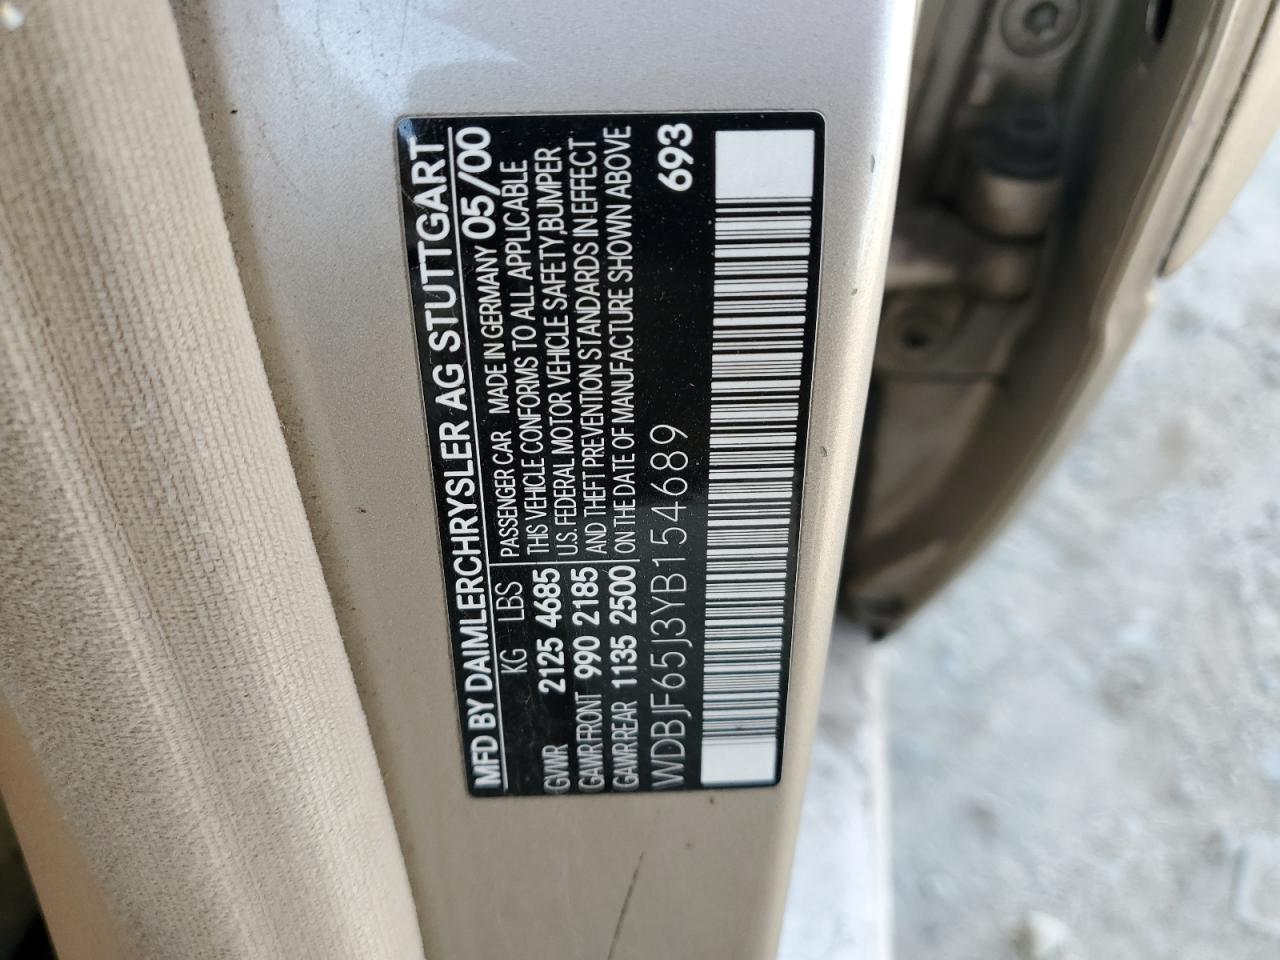 MFD BY DAIMLERCHRYSLER AG STUTTGART
KG LBS PASSENGER CAR MADE IN GERMANY 05/00
GVWR 2125 4685 THIS VEHICLE CONFORMS TO ALL APPLICABLE
U.S. FEDERAL MOTOR VEHICLE SAFETY,BUMPER
GAWR FRONT 990 2185 AND THEFT PREVENTION STANDARDS IN EFFECT
GAWR REAR 1135 2500 ON THE DATE OF MANUFACTURE SHOWN ABOVE
WDBJF65J3YB154689 693